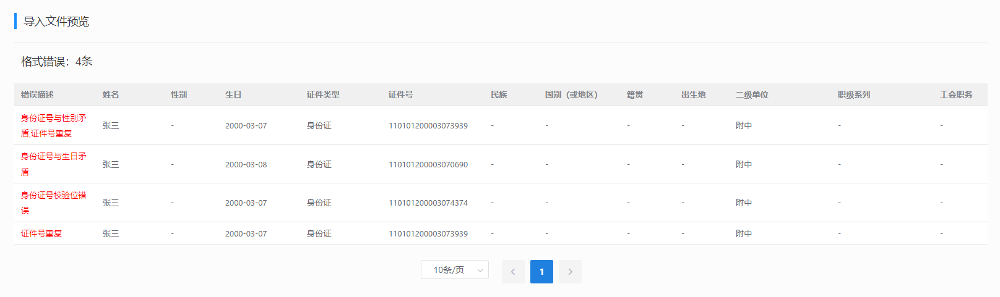 导入文件预览
格式错误：4条
错误描述 姓名 性别 生日 证件类型 证件号 民族 国别（或地区） 籍贯 出生地 二级单位 职级系列 工会职务
身份证号与性别矛
盾,证件号重复 张三 - 2000-03-07 身份证 110101200003073939 - - - - 附中 - -
身份证号与生日矛
盾 张三 - 2000-03-08 身份证 110101200003070690 - - - - 附中 - -
身份证号校验位错
误 张三 - 2000-03-07 身份证 110101200003074374 - - - - 附中 - -
证件号重复 张三 - 2000-03-07 身份证 110101200003073939 - - - - 附中 - -
10条/页 1